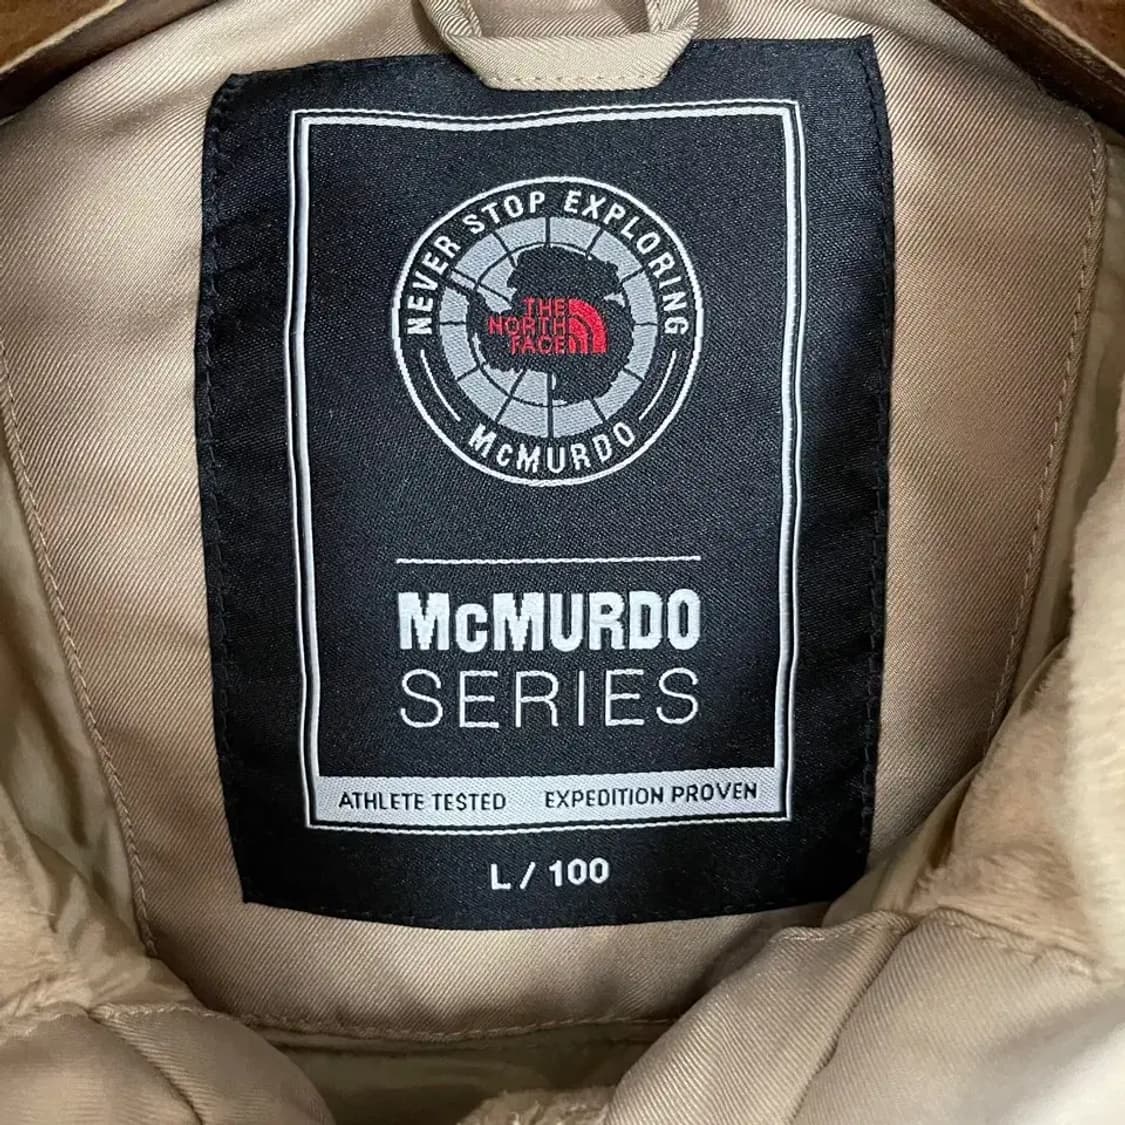 NEVER STOP EXPLORING
THE
NORTH
FACE
McMURDO
McMURDO
SERIES
ATHLETE TESTED EXPEDITION PROVEN
L / 100